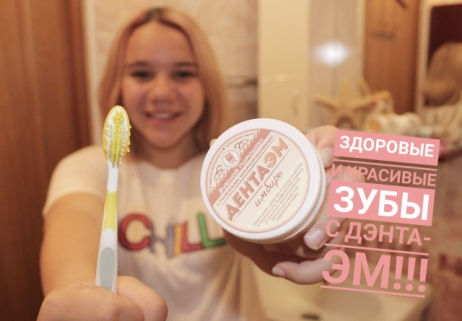 CHILL
ДЕНТАЭМ
имбирь
ЗДОРОВЫЕ
И КРАСИВЫЕ
ЗУБЫ
С ДЭНТА-
ЭМ!!!